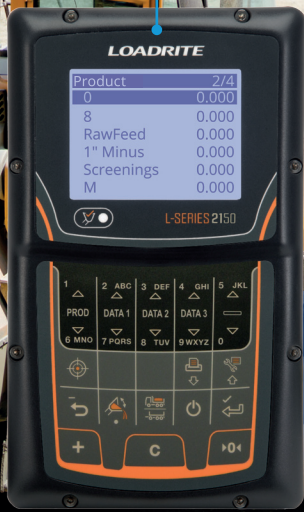 LOADRITE
Product 2/4
0 0.000
8 0.000
RawFeed 0.000
1" Minus 0.000
Screenings 0.000
M 0.000
L-SERIES 2150
1 2 ABC 3 DEF 4 GHI 5 JKL
PROD DATA 1 DATA 2 DATA 3
6 MNO 7 PQRS 8 TUV 9 WXYZ 0
+ C 0